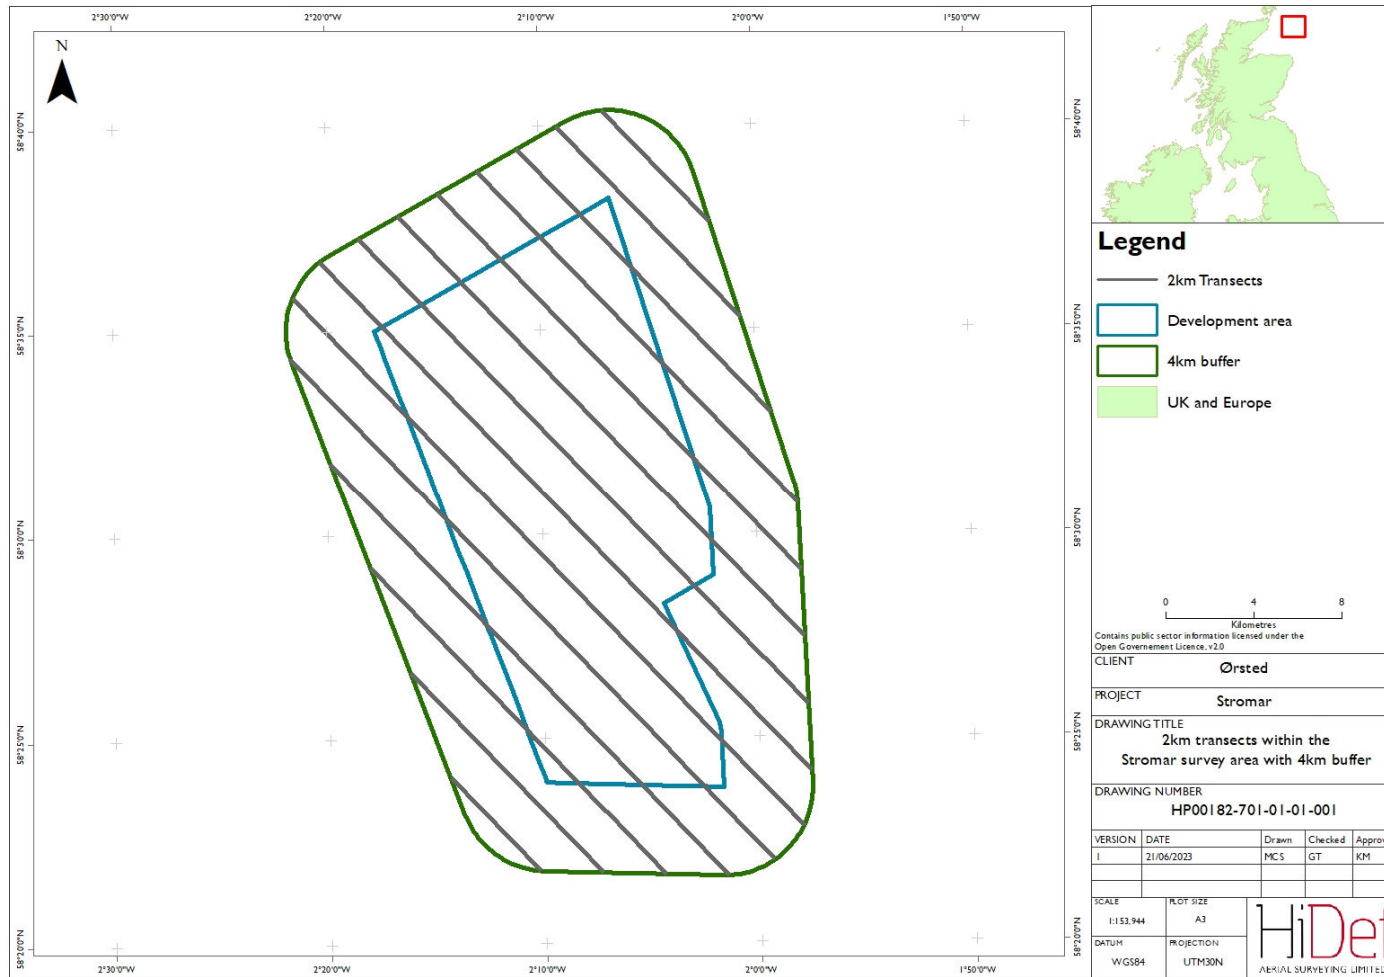 2°30'0"W 2°20'0"W 2°10'0"W 2°0'0"W 1°50'0"W
N
58°40'0"N 58°40'0"N
58°35'0"N 58°35'0"N
58°30'0"N 58°30'0"N
58°25'0"N 58°25'0"N
58°20'0"N 58°20'0"N
2°30'0"W 2°20'0"W 2°10'0"W 2°0'0"W 1°50'0"W
Legend
2km Transects
Development area
4km buffer
UK and Europe
0 4 8
Kilometres
Contains public sector information licensed under the
Open Governement Licence, v2.0
CLIENT
Ørsted
PROJECT
Stromar
DRAWING TITLE
2km transects within the
Stromar survey area with 4km buffer
DRAWING NUMBER
HP00182-701-01-01-001
VERSION DATE Drawn Checked Approv
1 21/06/2023 MCS GT KM
SCALE PLOT SIZE
1:153,944 A3
DATUM PROJECTION
WGS84 UTM30N
HiDef
AERIAL SURVEYING LIMITED